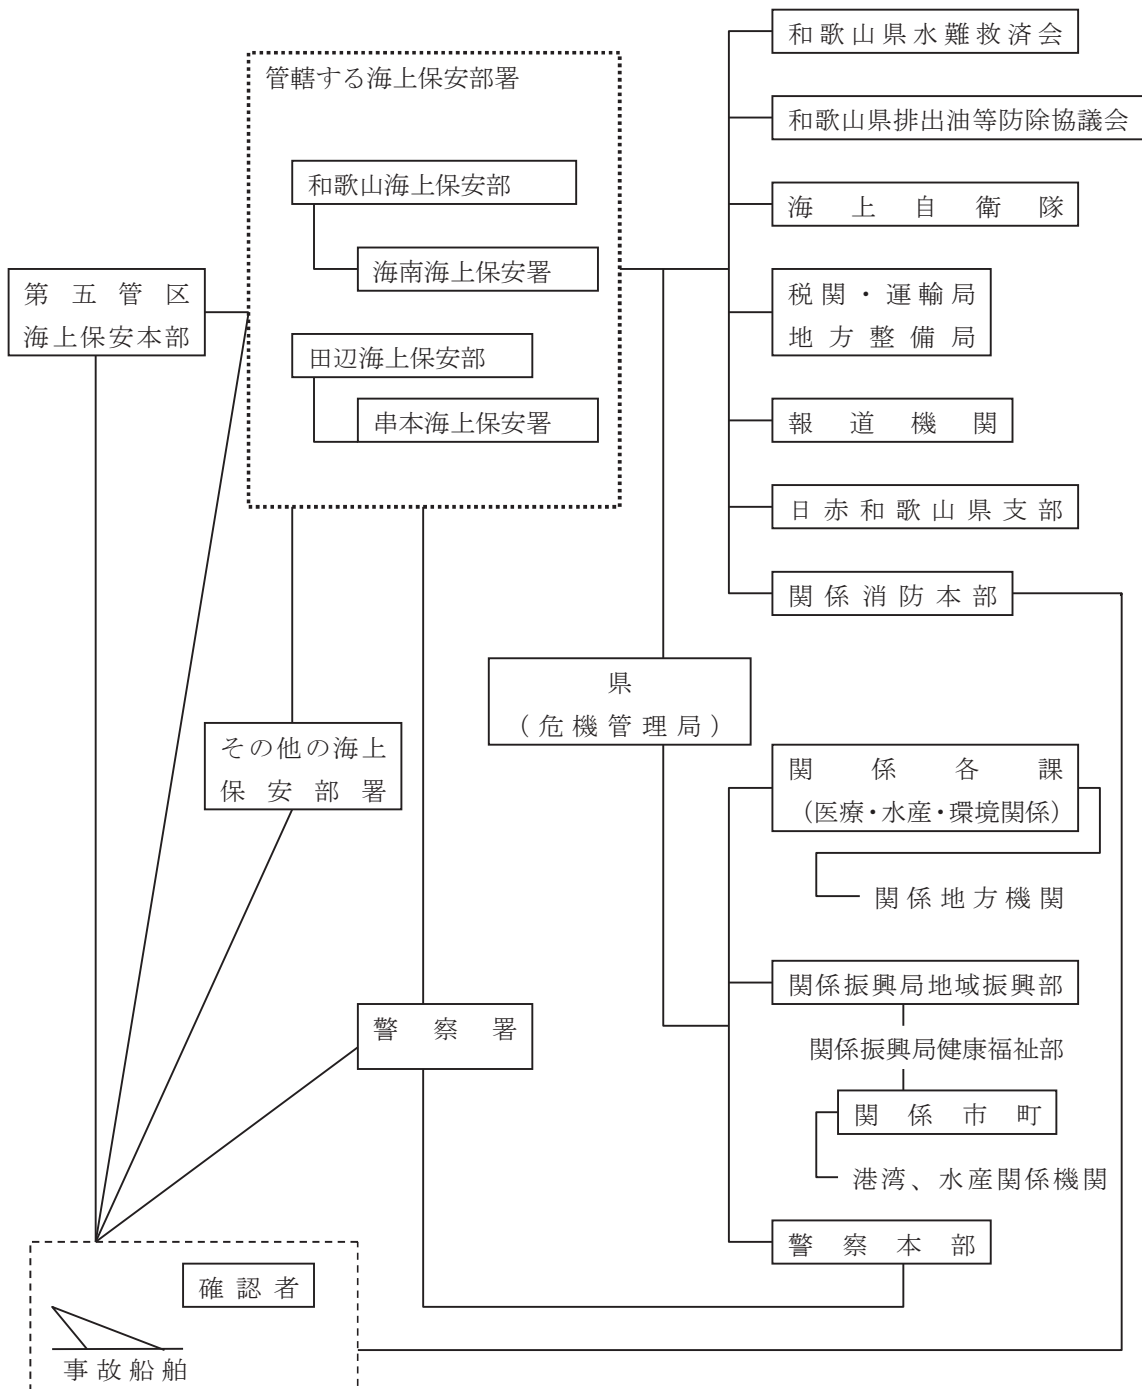 和歌山県水難救済会
管轄する海上保安部署
和歌山県排出油等防除協議会
和歌山海上保安部
海上自衛隊
海南海上保安署
第五管区
海上保安本部
税関・運輸局
地方整備局
田辺海上保安部
串本海上保安署
報道機関
日赤和歌山県支部
関係消防本部
県
（危機管理局）
その他の海上
保安部署
関係各課
（医療・水産・環境関係）
関係地方機関
関係振興局地域振興部
警察署
関係振興局健康福祉部
関係市町
港湾、水産関係機関
警察本部
確認者
事故船舶